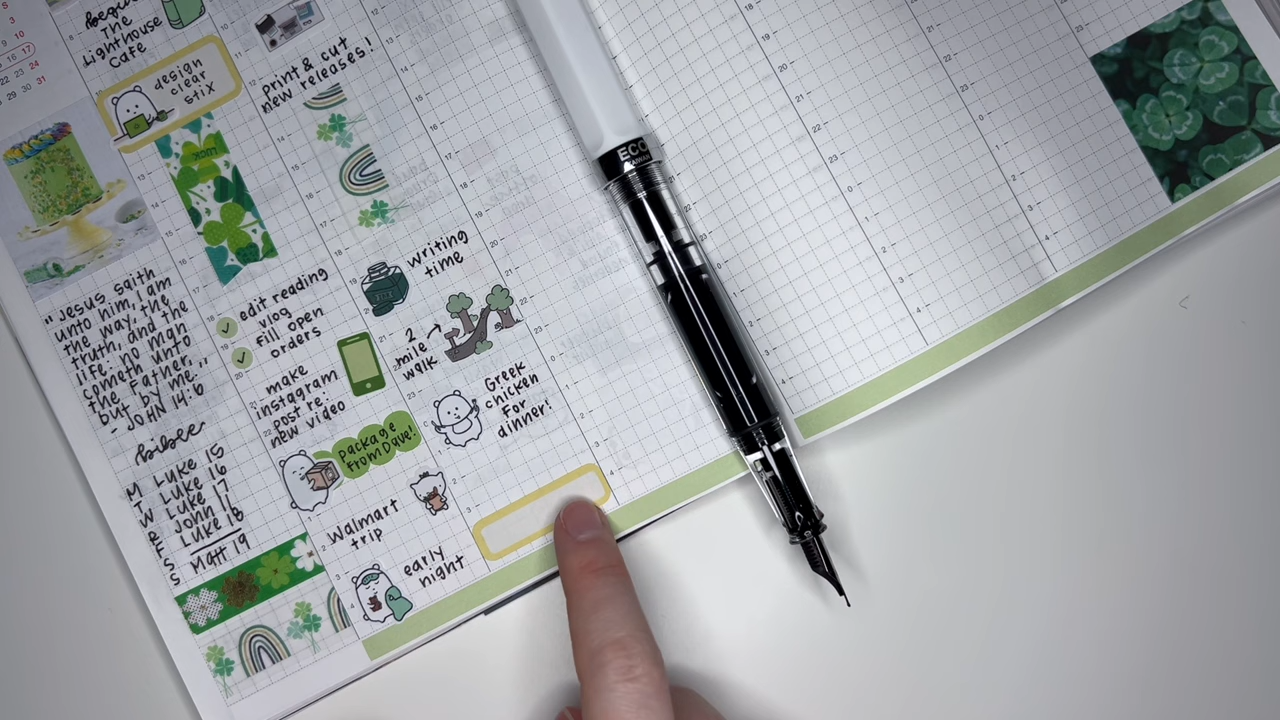 Begin
The
Lighthouse
Cafe
design
clear
stix
LUCK
"Jesus saith
unto him, I am
the way, the
truth, and the
life: no man
cometh unto
the Father,
but by me."
- JOHN 14:6
bible
M LUKE 15
T LUKE 16
W LUKE 17
R John 11
F Luke 18
S
S Matt 19
edit reading
vlog
fill open
orders
make
instagram
post re:
new video
package
from Dave!
Walmart
trip
early
night
Print & cut
new releases!
writing
time
2
mile
walk
Greek
chicken
For
dinner!
ECO
TAIWAN